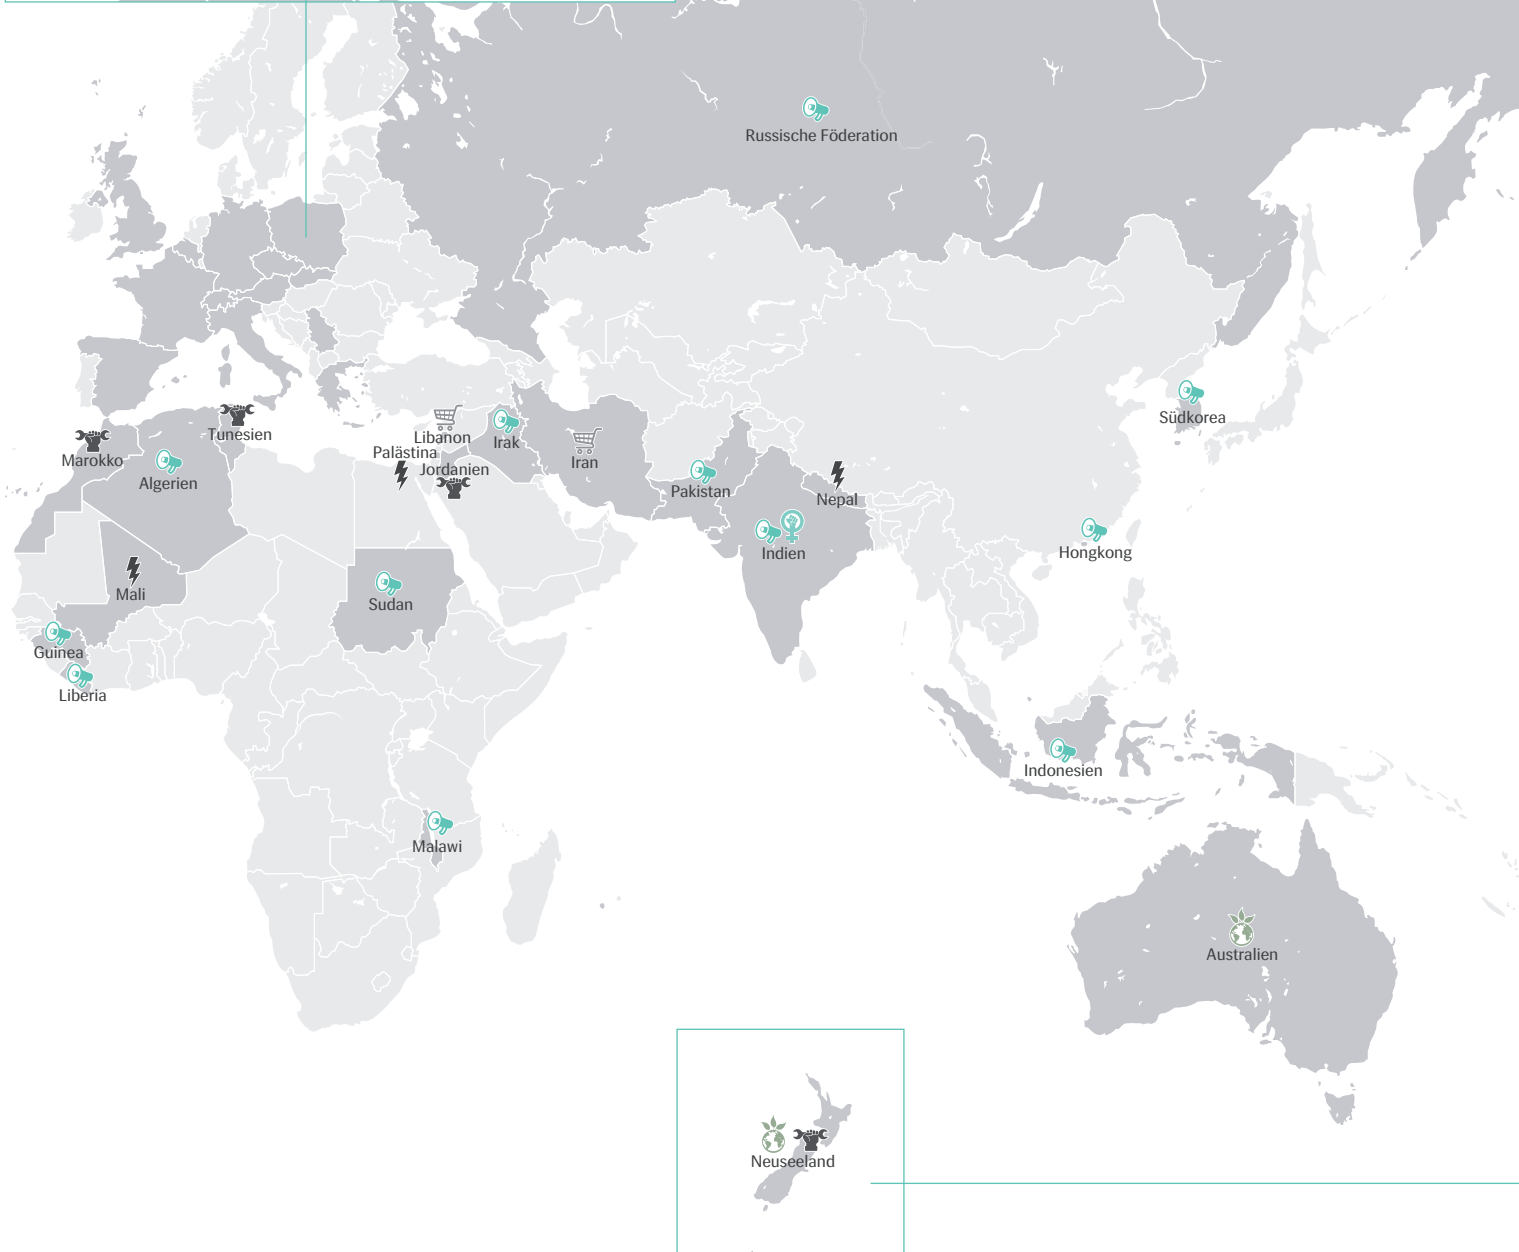 Russische Föderation
Südkorea
Tunesien
Libanon
Irak
Marokko
Palästina
Iran
Jordanien
Algerien
Pakistan
Nepal
Indien
Hongkong
Mali
Sudan
Guinea
Liberia
Indonesien
Malawi
Australien
Neuseeland